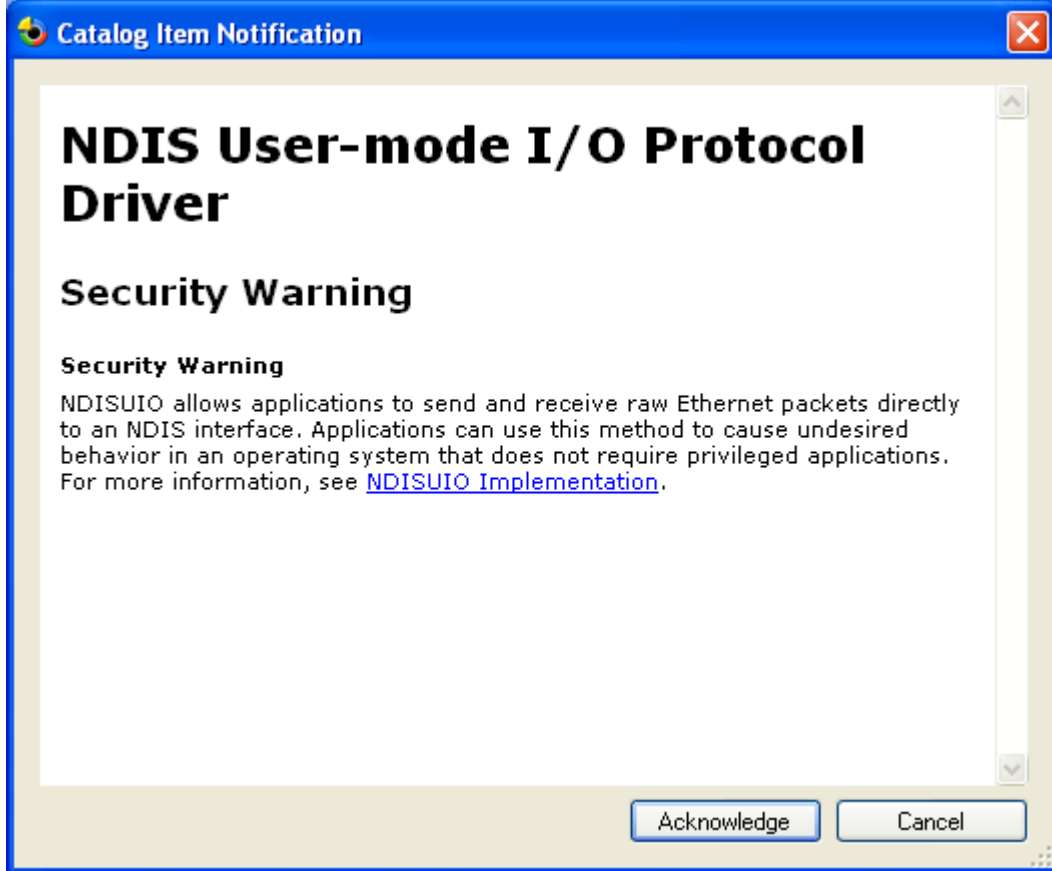 Catalog Item Notification
NDIS User-mode I/O Protocol
Driver
Security Warning
Security Warning
NDISUIO allows applications to send and receive raw Ethernet packets directly
to an NDIS interface. Applications can use this method to cause undesired
behavior in an operating system that does not require privileged applications.
For more information, see NDISUIO Implementation.
Acknowledge
Cancel